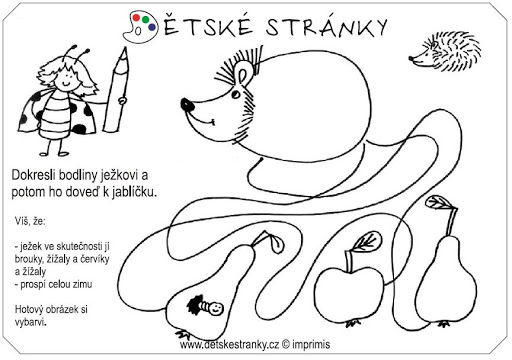 DĚTSKÉ STRÁNKY
Dokresli bodliny ježkovi a
potom ho doveď k jablíčku.
Víš, že:
- ježek ve skutečnosti jí
brouky, žížaly a červíky
a žížaly
- prospí celou zimu
Hotový obrázek si
vybarvi.
www.detskestranky.cz © imprimis